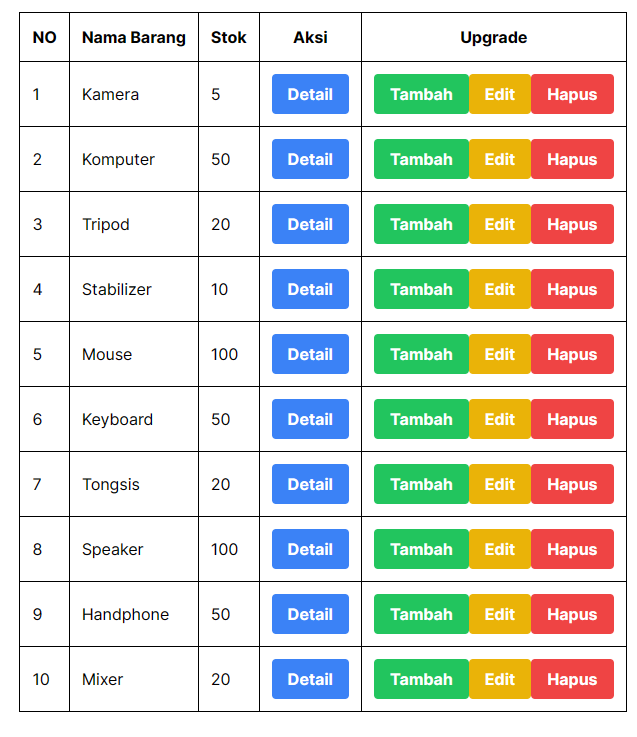 NO Nama Barang Stok Aksi Upgrade
1 Kamera 5 Detail Tambah Edit Hapus
2 Komputer 50 Detail Tambah Edit Hapus
3 Tripod 20 Detail Tambah Edit Hapus
4 Stabilizer 10 Detail Tambah Edit Hapus
5 Mouse 100 Detail Tambah Edit Hapus
6 Keyboard 50 Detail Tambah Edit Hapus
7 Tongsis 20 Detail Tambah Edit Hapus
8 Speaker 100 Detail Tambah Edit Hapus
9 Handphone 50 Detail Tambah Edit Hapus
10 Mixer 20 Detail Tambah Edit Hapus